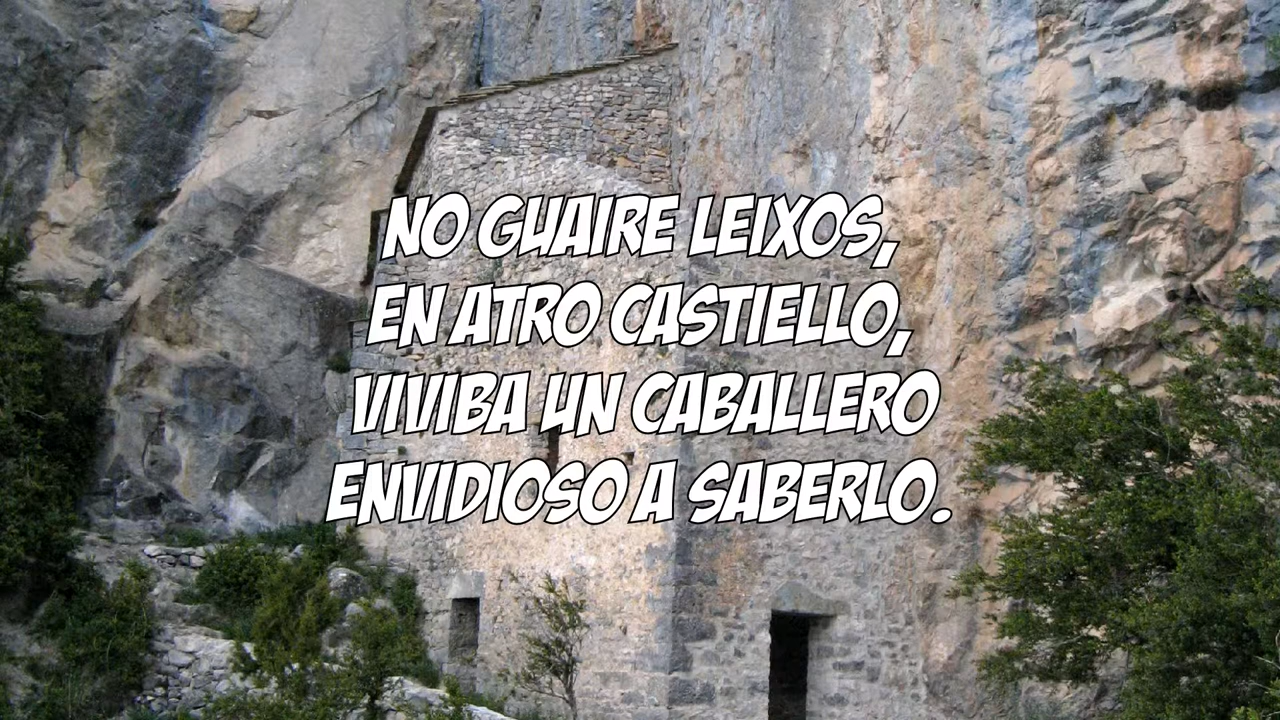 NO GUAIRE LEIXOS,
EN ATRO CASTIELLO,
VIVIBA UN CABALLERO
ENVIDIOSO A SABERLO.